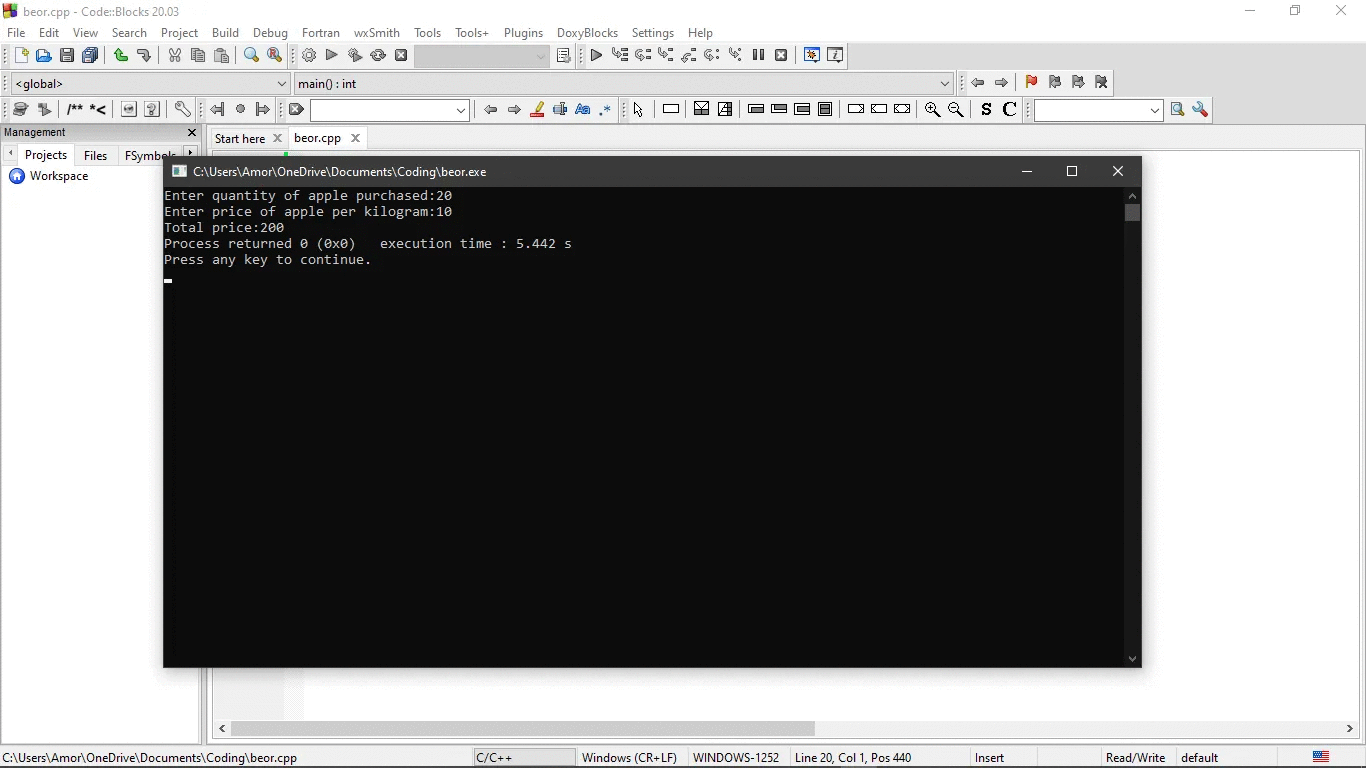 beor.cpp - Code::Blocks 20.03
File Edit View Search Project Build Debug Fortran wxSmith Tools Tools+ Plugins DoxyBlocks Settings Help
<global> main() : int
/** *< Aa .* S C
Management
Start here beor.cpp
Projects Files FSymbols
Workspace
C:\Users\Amor\OneDrive\Documents\Coding\beor.exe
Enter quantity of apple purchased:20
Enter price of apple per kilogram:10
Total price:200
Process returned 0 (0x0)   execution time : 5.442 s
Press any key to continue.
C:\Users\Amor\OneDrive\Documents\Coding\beor.cpp C/C++ Windows (CR+LF) WINDOWS-1252 Line 20, Col 1, Pos 440 Insert Read/Write default